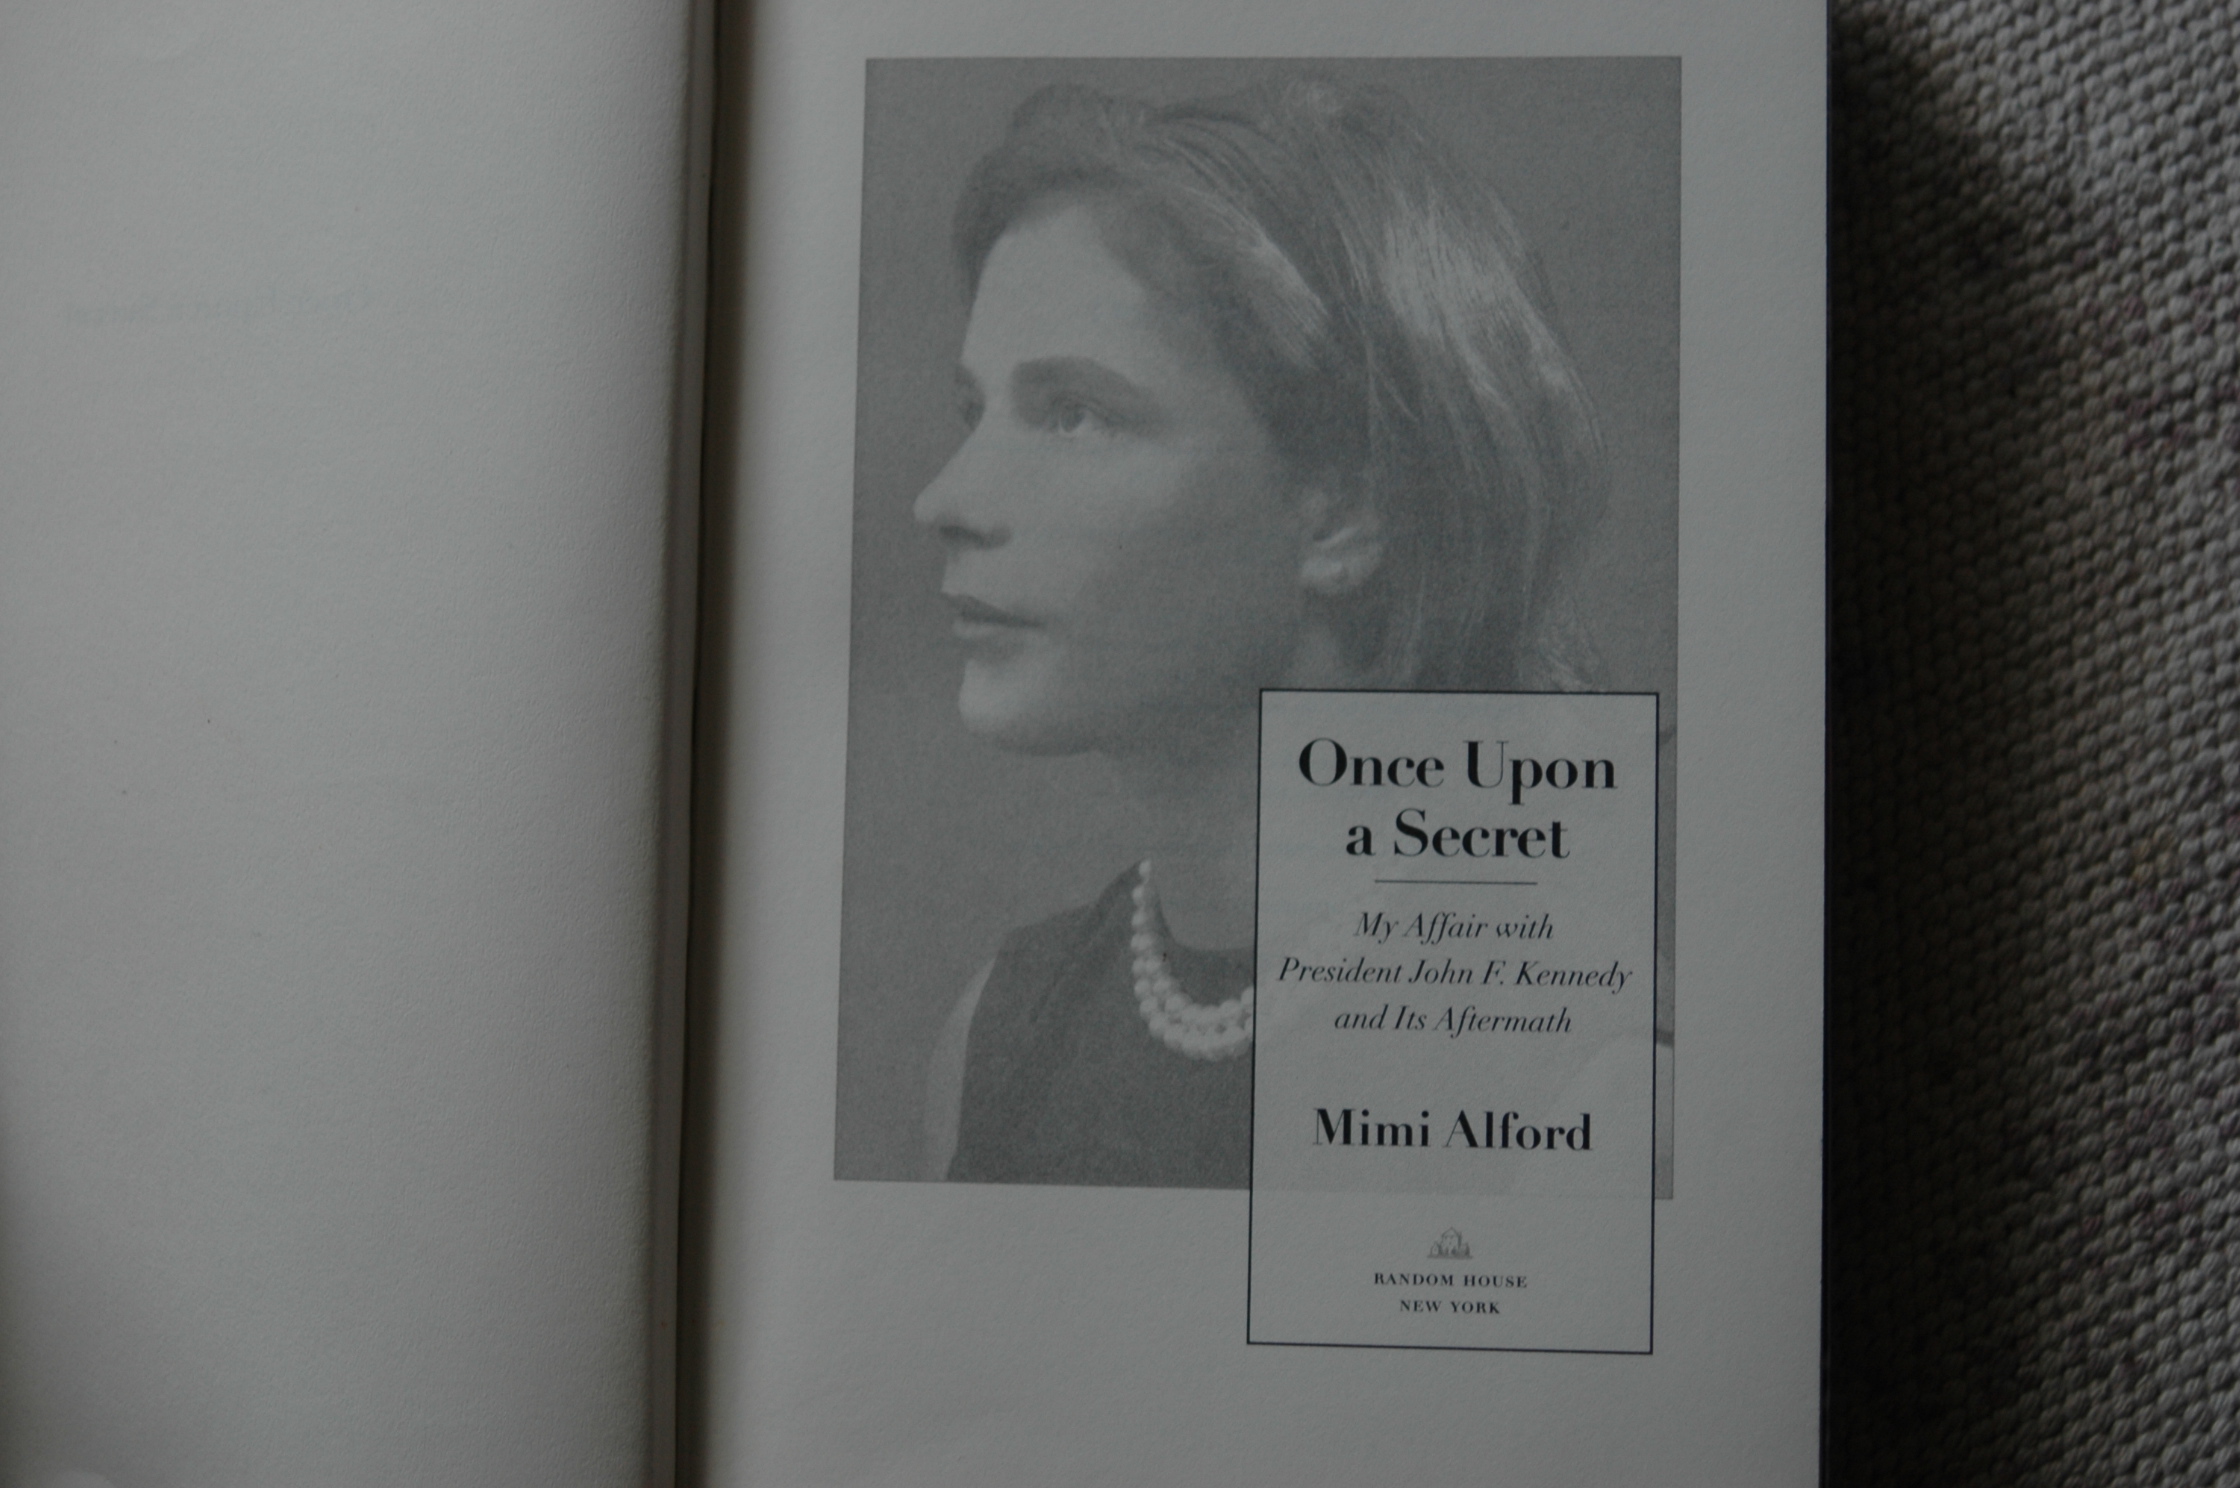 Once Upon
a Secret
My Affair with
President John F. Kennedy
and Its Aftermath
Mimi Alford
RANDOM HOUSE
NEW YORK